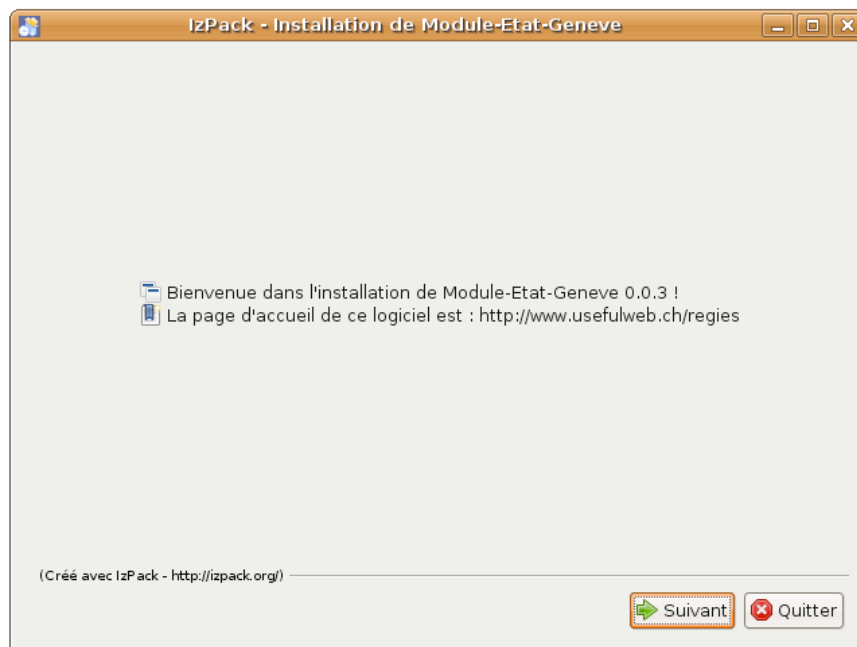 IzPack - Installation de Module-Etat-Geneve
Bienvenue dans l'installation de Module-Etat-Geneve 0.0.3 !
La page d'accueil de ce logiciel est : http://www.usefulweb.ch/regies
(Créé avec IzPack - http://izpack.org/)
Suivant Quitter